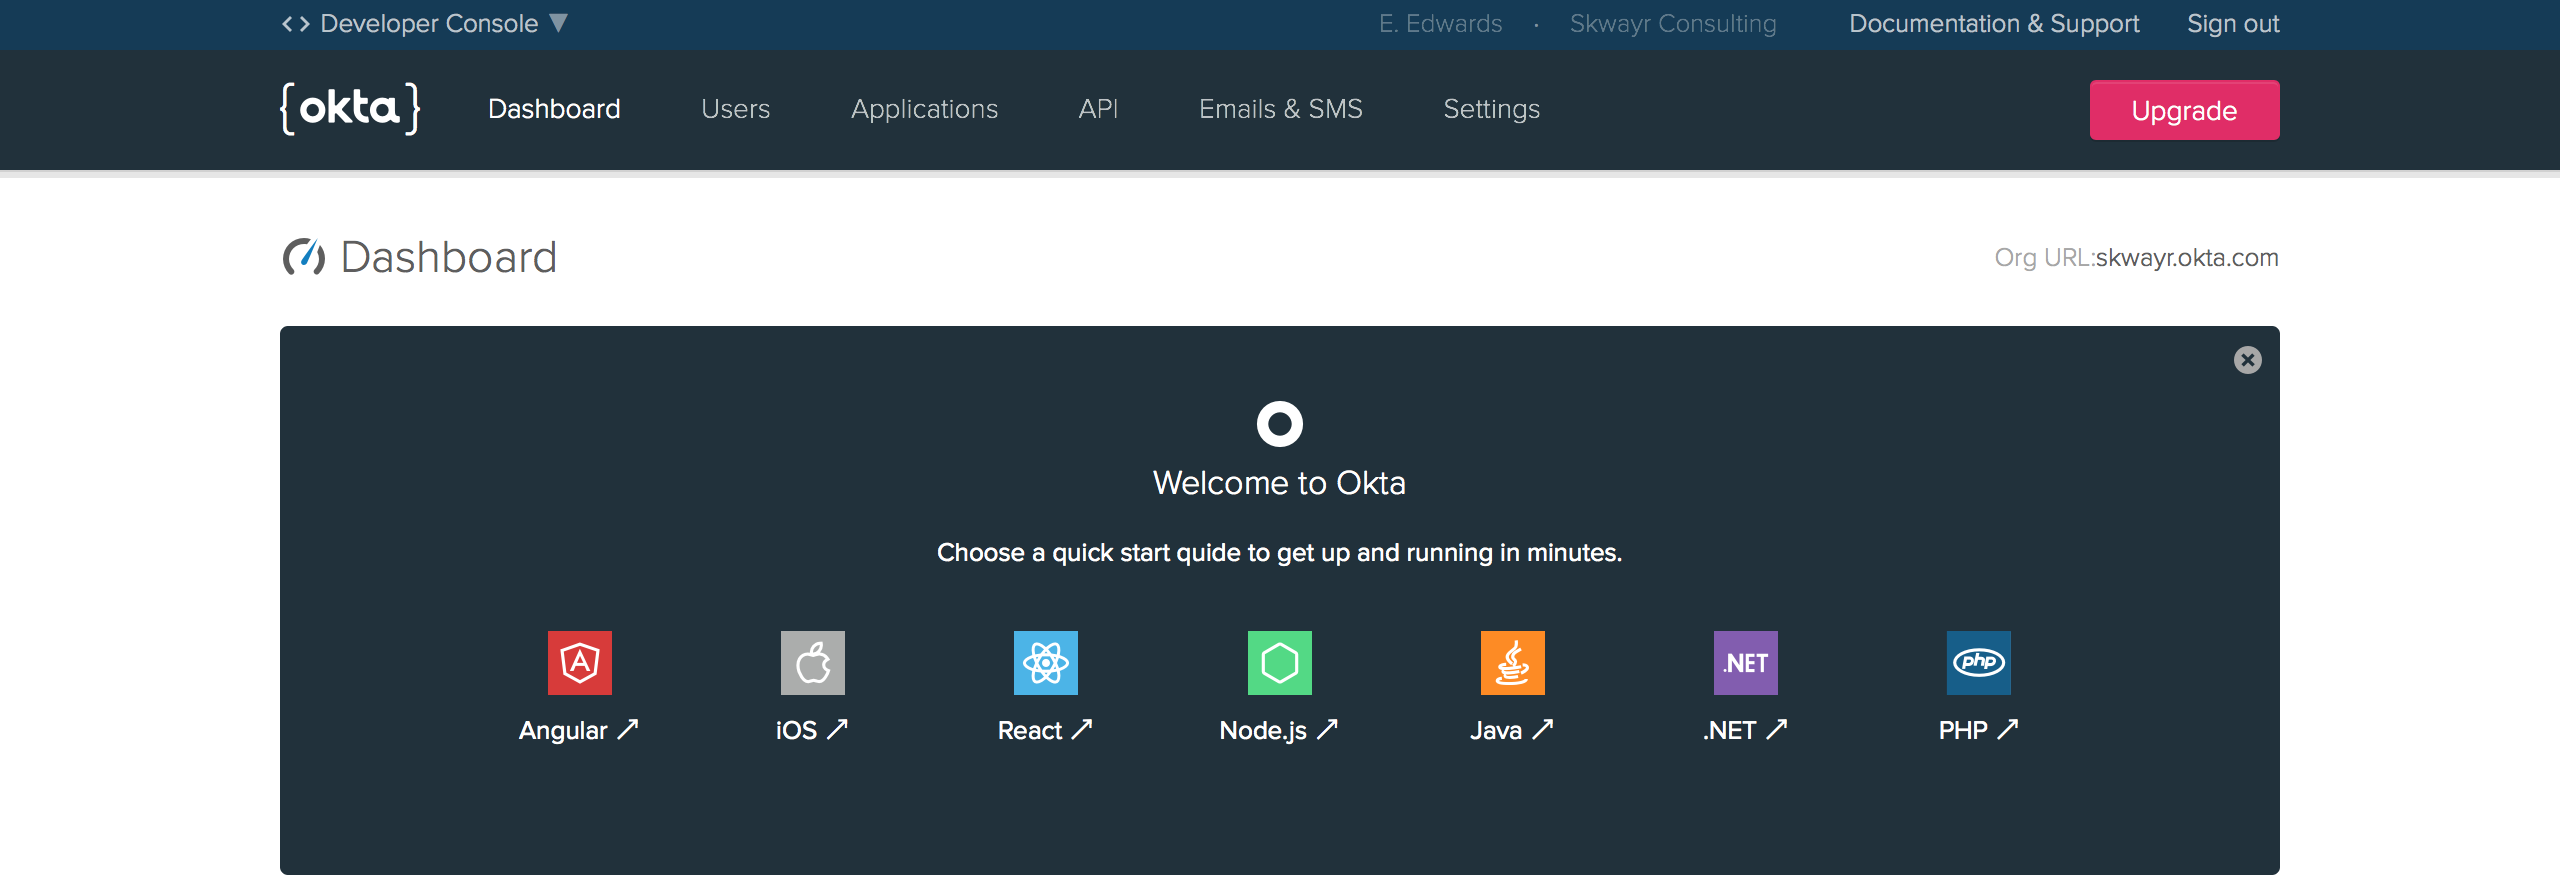 <> Developer Console ▼ E. Edwards · Skwayr Consulting Documentation & Support Sign out
{okta} Dashboard Users Applications API Emails & SMS Settings Upgrade
Dashboard Org URL:skwayr.okta.com
Welcome to Okta
Choose a quick start quide to get up and running in minutes.
.NET php
Angular ↗ iOS ↗ React ↗ Node.js ↗ Java ↗ .NET ↗ PHP ↗